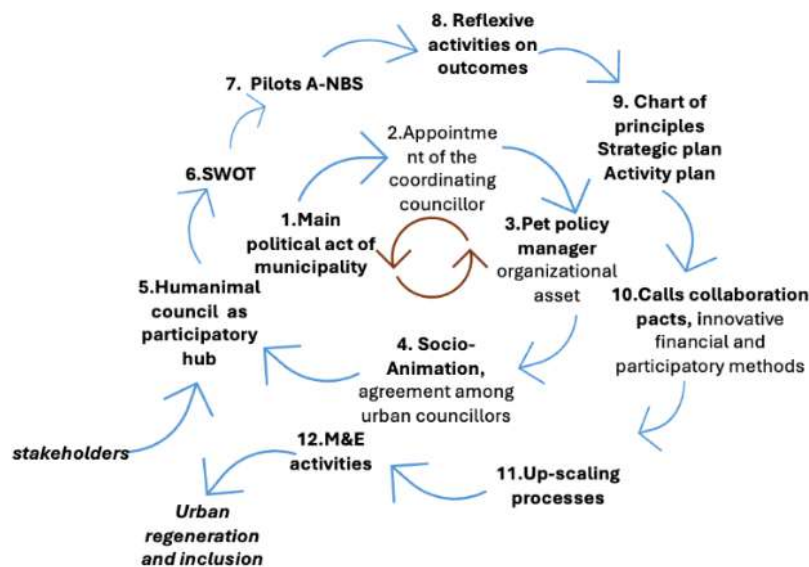 8. Reflexive
activities on
outcomes
7. Pilots A-NBS
9. Chart of
principles
Strategic plan
Activity plan
2.Appointme
nt of the
coordinating
councillor
6.SWOT
1.Main
political act of
municipality
3.Pet policy
manager
organizational
asset
5.Humanimal
council as
participatory
hub
10.Calls collaboration
pacts, innovative
financial and
participatory methods
4. Socio-
Animation,
agreement among
urban councillors
stakeholders
12.M&E
activities
11.Up-scaling
processes
Urban
regeneration
and inclusion